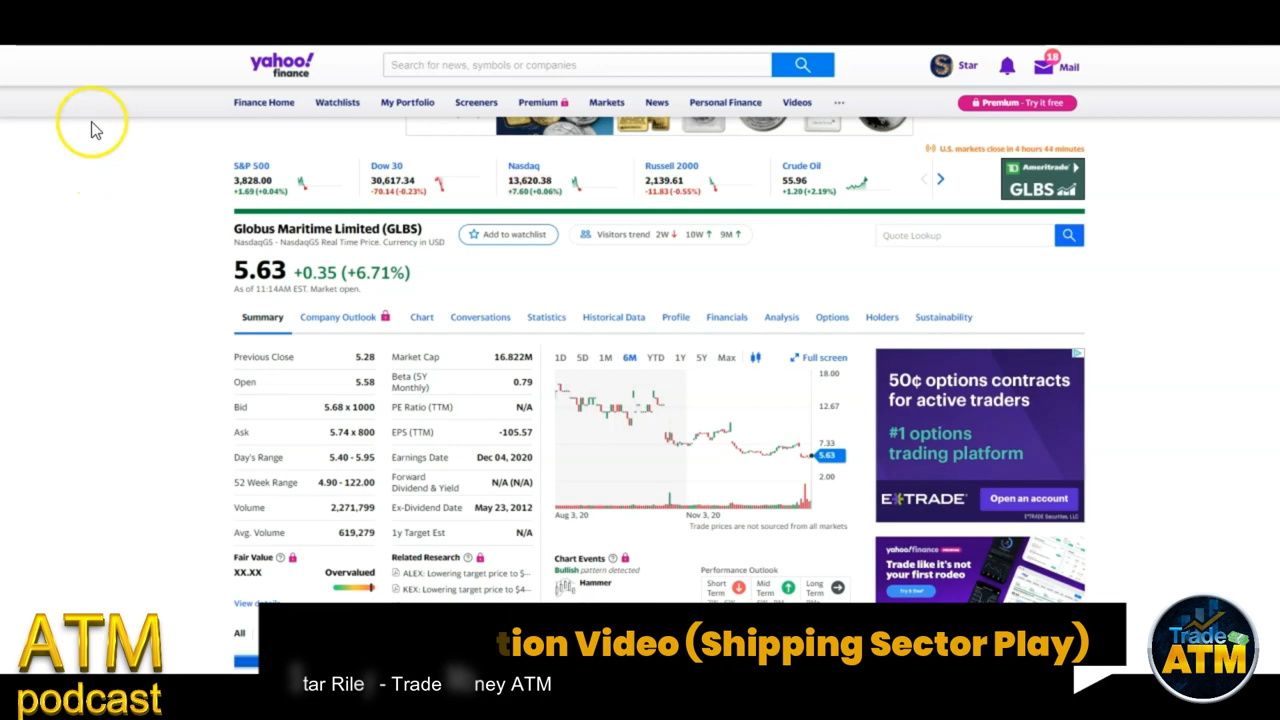 yahoo!
finance
Search for news, symbols or companies
Star
18
Mail
Finance Home Watchlists My Portfolio Screeners Premium Markets News Personal Finance Videos ...
Premium - Try it free
U.S. markets close in 4 hours 44 minutes
S&P 500 Dow 30 Nasdaq Russell 2000 Crude Oil
3,828.00 30,617.34 13,620.38 2,139.61 55.96
+1.69 (+0.04%) -70.14 (-0.23%) +7.60 (+0.06%) -11.83 (-0.55%) +1.20 (+2.19%)
TD Ameritrade
GLBS
Globus Maritime Limited (GLBS)
NasdaqGS - NasdaqGS Real Time Price. Currency in USD
Add to watchlist
Visitors trend 2W ↓ 10W ↑ 9M ↑
Quote Lookup
5.63 +0.35 (+6.71%)
As of 11:14AM EST. Market open.
Summary Company Outlook Chart Conversations Statistics Historical Data Profile Financials Analysis Options Holders Sustainability
Previous Close 5.28
Open 5.58
Bid 5.68 x 1000
Ask 5.74 x 800
Day's Range 5.40 - 5.95
52 Week Range 4.90 - 122.00
Volume 2,271,799
Avg. Volume 619,279
Market Cap 16.822M
Beta (5Y Monthly) 0.79
PE Ratio (TTM) N/A
EPS (TTM) -105.57
Earnings Date Dec 04, 2020
Forward Dividend & Yield N/A (N/A)
Ex-Dividend Date May 23, 2012
1y Target Est N/A
1D 5D 1M 6M YTD 1Y 5Y Max
Full screen
18.00
12.67
7.33
5.63
2.00
Aug 3, 20 Nov 3, 20
Trade prices are not sourced from all markets
50¢ options contracts
for active traders
#1 options
trading platform
E*TRADE
Open an account
E*TRADE Securities, LLC
Fair Value
XX.XX Overvalued
View details
Related Research
ALEX: Lowering target price to $--
KEX: Lowering target price to $4--
Chart Events
Bullish pattern detected
Hammer
Performance Outlook
Short Term
Mid Term
Long Term
yahoo! finance PREMIUM
Trade like it's not
your first rodeo
Try it free*
All
tion Video (Shipping Sector Play)
tar Rile - Trade ney ATM
ATM
podcast
Trade
ATM